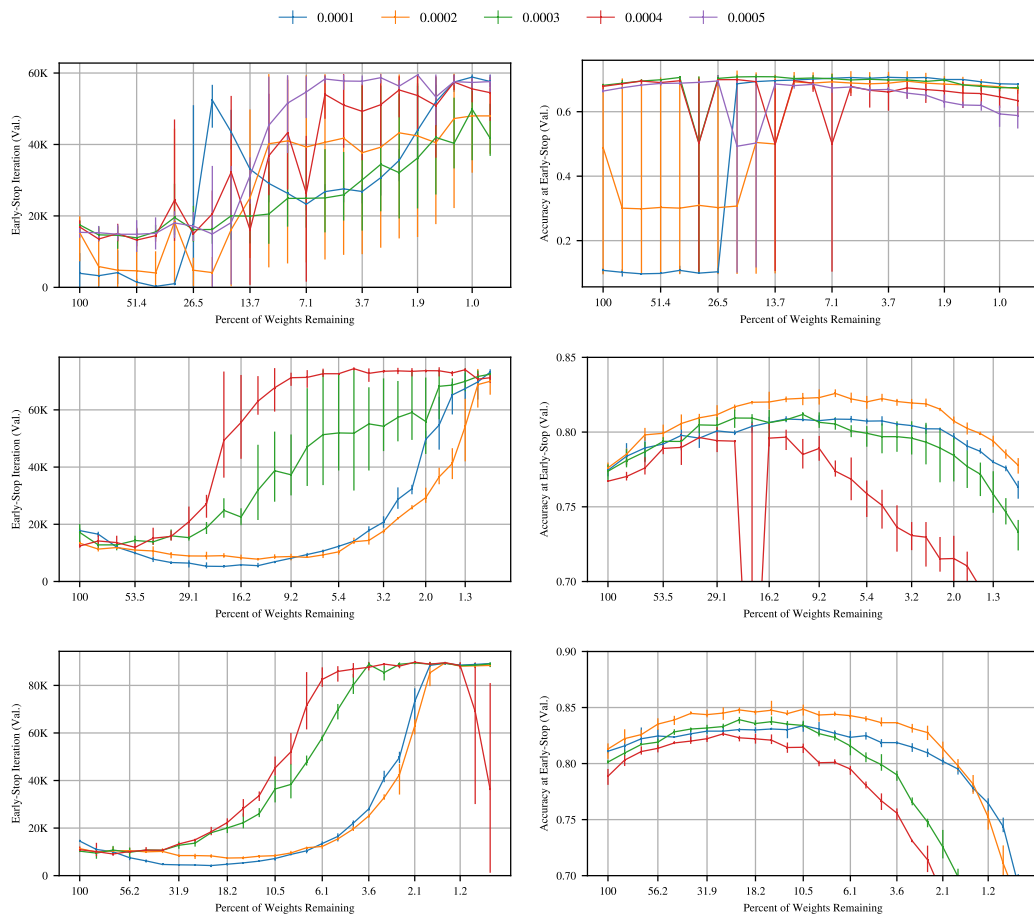 0.0001 0.0002 0.0003 0.0004 0.0005
Early-Stop Iteration (Val.)
60K
40K
20K
0
100 51.4 26.5 13.7 7.1 3.7 1.9 1.0
Percent of Weights Remaining
Accuracy at Early-Stop (Val.)
0.6
0.4
0.2
100 51.4 26.5 13.7 7.1 3.7 1.9 1.0
Percent of Weights Remaining
Early-Stop Iteration (Val.)
60K
40K
20K
0
100 53.5 29.1 16.2 9.2 5.4 3.2 2.0 1.3
Percent of Weights Remaining
Accuracy at Early-Stop (Val.)
0.85
0.80
0.75
0.70
100 53.5 29.1 16.2 9.2 5.4 3.2 2.0 1.3
Percent of Weights Remaining
Early-Stop Iteration (Val.)
80K
60K
40K
20K
0
100 56.2 31.9 18.2 10.5 6.1 3.6 2.1 1.2
Percent of Weights Remaining
Accuracy at Early-Stop (Val.)
0.90
0.85
0.80
0.75
0.70
100 56.2 31.9 18.2 10.5 6.1 3.6 2.1 1.2
Percent of Weights Remaining